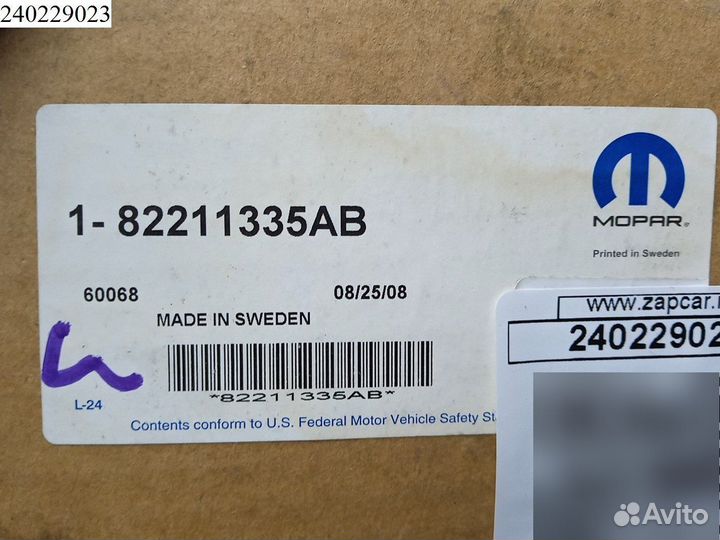 240229023
1- 82211335AB
MOPAR®
Printed in Sweden
60068
08/25/08
MADE IN SWEDEN
*82211335AB*
L-24
Contents conform to U.S. Federal Motor Vehicle Safety
www.zapcar.
24022902
Avito